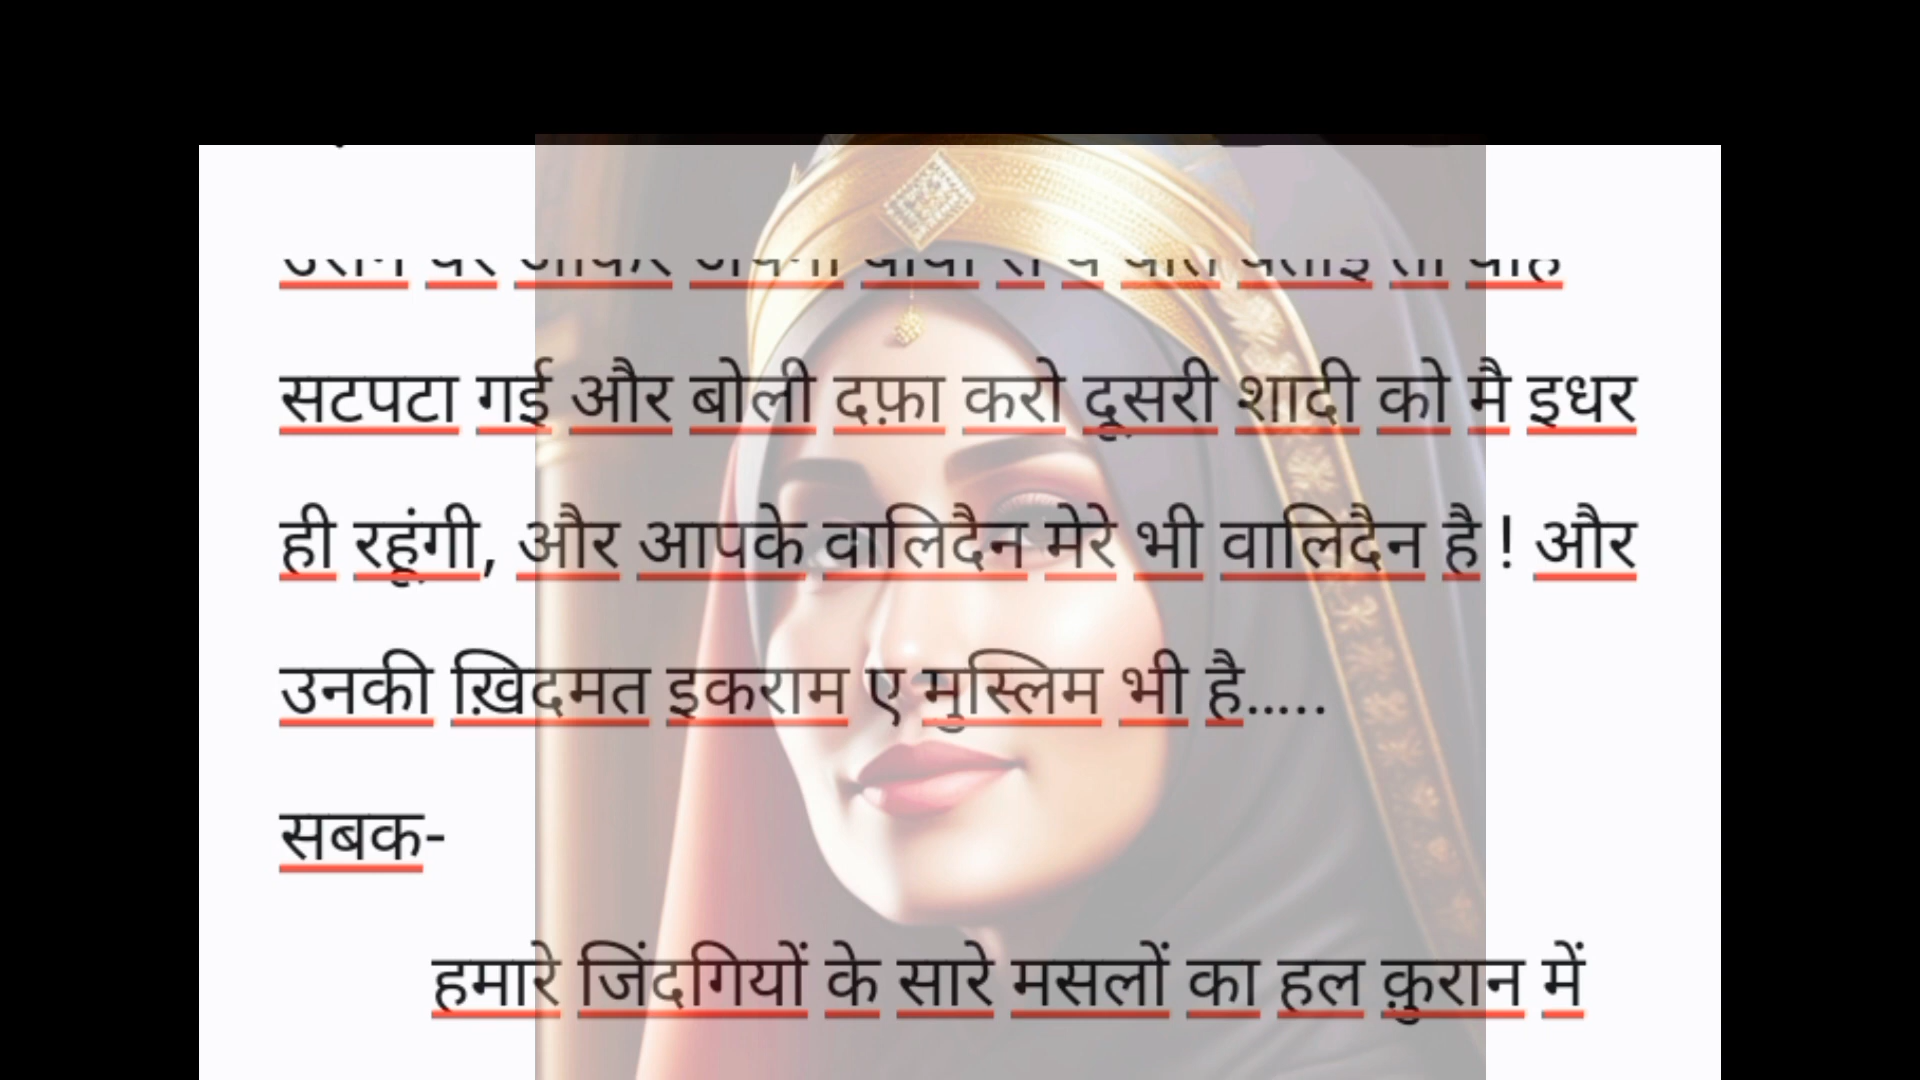 सटपटा गई और बोली दफ़ा करो दूसरी शादी को मै इधर
ही रहूंगी, और आपके वालिदैन मेरे भी वालिदैन है ! और
उनकी ख़िदमत इकराम ए मुस्लिम भी है.....
सबक-
हमारे जिंदगियों के सारे मसलों का हल क़ुरान में